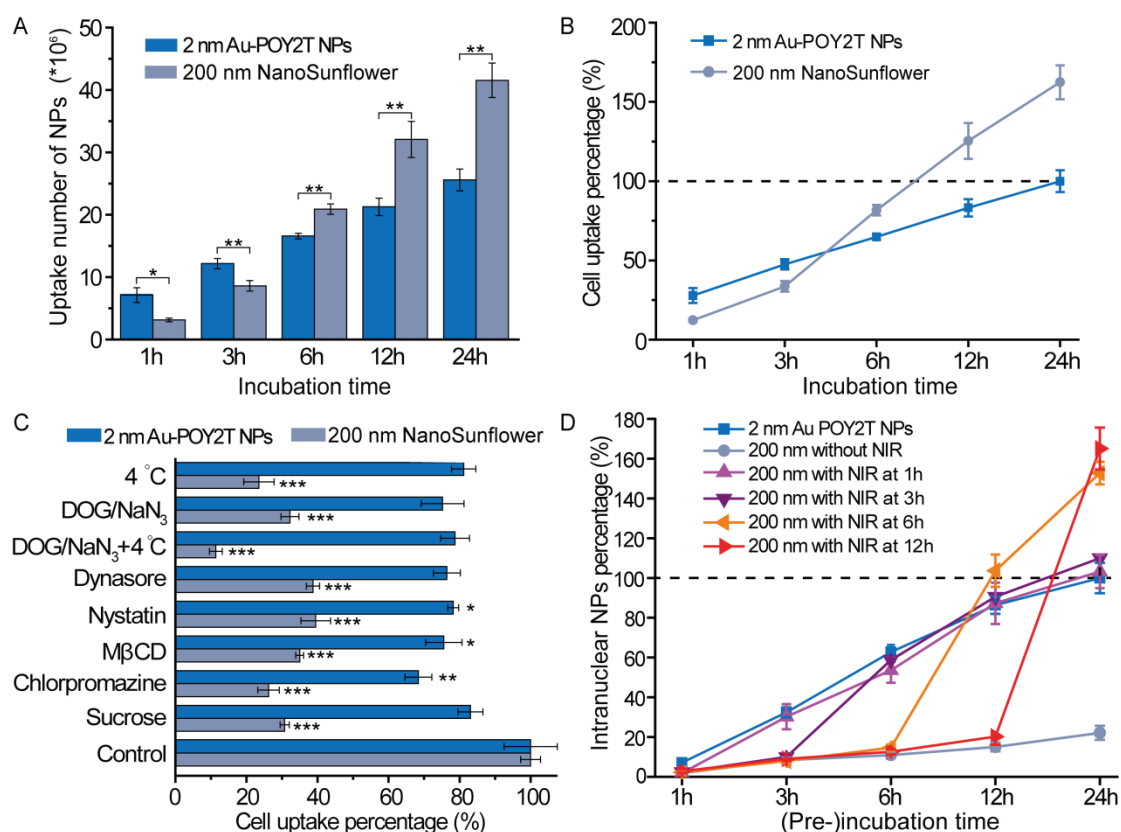 A
Uptake number of NPs (*10⁶)
50
40
30
20
10
0
2 nm Au-POY2T NPs
200 nm NanoSunflower
*
**
**
**
**
1h
3h
6h
12h
24h
Incubation time
B
Cell uptake percentage (%)
200
150
100
50
0
2 nm Au-POY2T NPs
200 nm NanoSunflower
1h
3h
6h
12h
24h
Incubation time
C
2 nm Au-POY2T NPs
200 nm NanoSunflower
4 °C
***
DOG/NaN₃
***
DOG/NaN₃+4 °C
***
Dynasore
***
Nystatin
*
***
MβCD
*
***
Chlorpromazine
**
***
Sucrose
***
Control
0
20
40
60
80
100
Cell uptake percentage (%)
D
Intranuclear NPs percentage (%)
180
160
140
120
100
80
60
40
20
0
2 nm Au POY2T NPs
200 nm without NIR
200 nm with NIR at 1h
200 nm with NIR at 3h
200 nm with NIR at 6h
200 nm with NIR at 12h
1h
3h
6h
12h
24h
(Pre-)incubation time